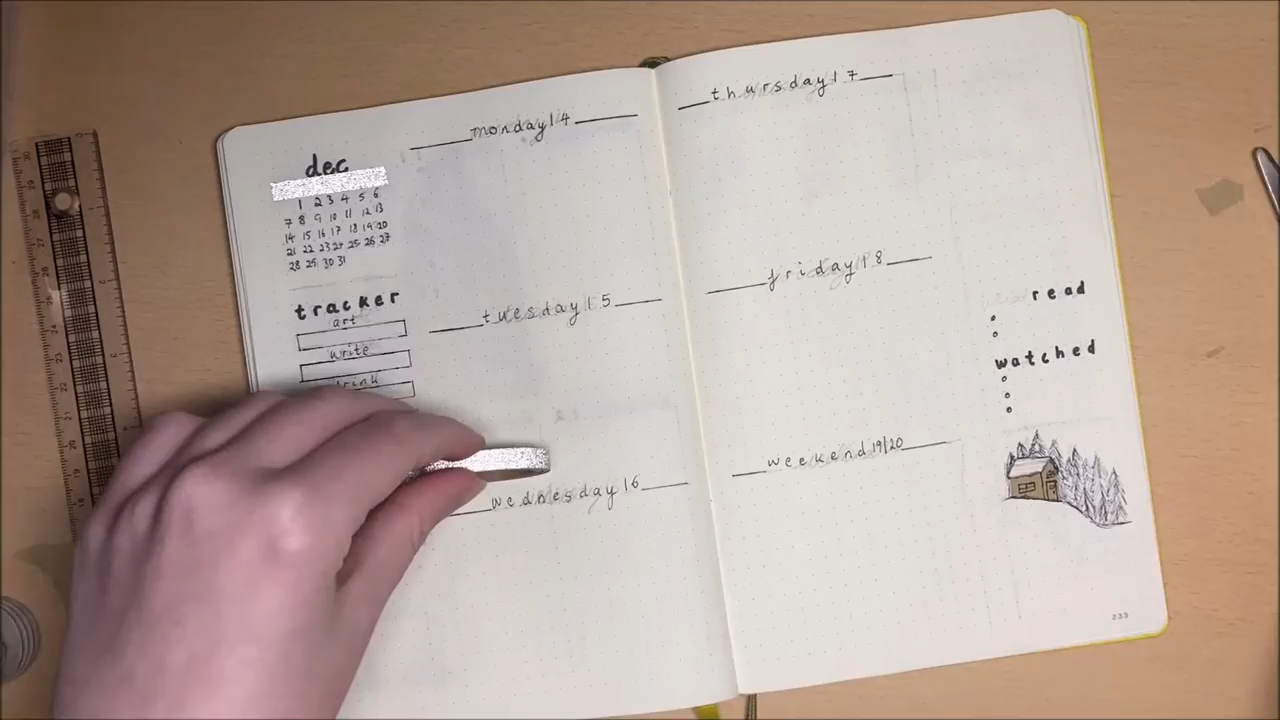 dec
1 2 3 4 5 6
7 8 9 10 11 12 13
14 15 16 17 18 19 20
21 22 23 24 25 26 27
28 25 30 31
tracker
art
write
drink
monday 14
tuesday 15
wednesday 16
thursday 17
friday 18
weekend 19/20
read
watched
233